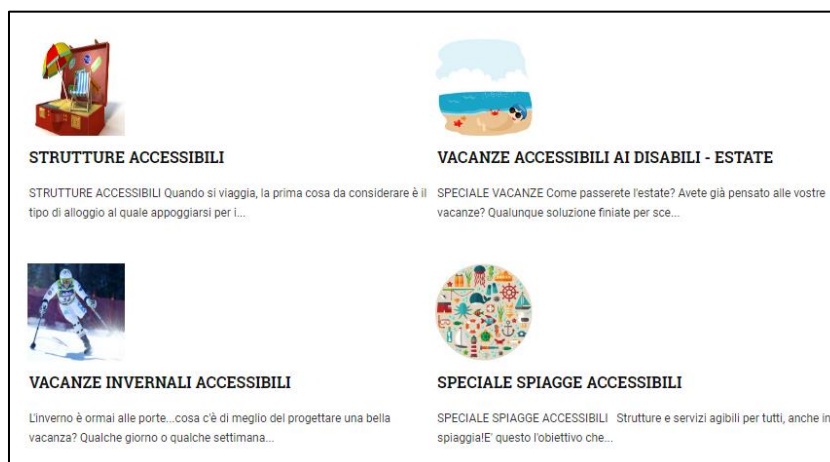 STRUTTURE ACCESSIBILI
STRUTTURE ACCESSIBILI Quando si viaggia, la prima cosa da considerare è il
tipo di alloggio al quale appoggiarsi per i...
VACANZE ACCESSIBILI AI DISABILI - ESTATE
SPECIALE VACANZE Come passerete l'estate? Avete già pensato alle vostre
vacanze? Qualunque soluzione finiate per sce...
VACANZE INVERNALI ACCESSIBILI
L'inverno è ormai alle porte...cosa c'è di meglio del progettare una bella
vacanza? Qualche giorno o qualche settimana...
SPECIALE SPIAGGE ACCESSIBILI
SPECIALE SPIAGGE ACCESSIBILI Strutture e servizi agibili per tutti, anche in
spiaggia!E' questo l'obiettivo che...